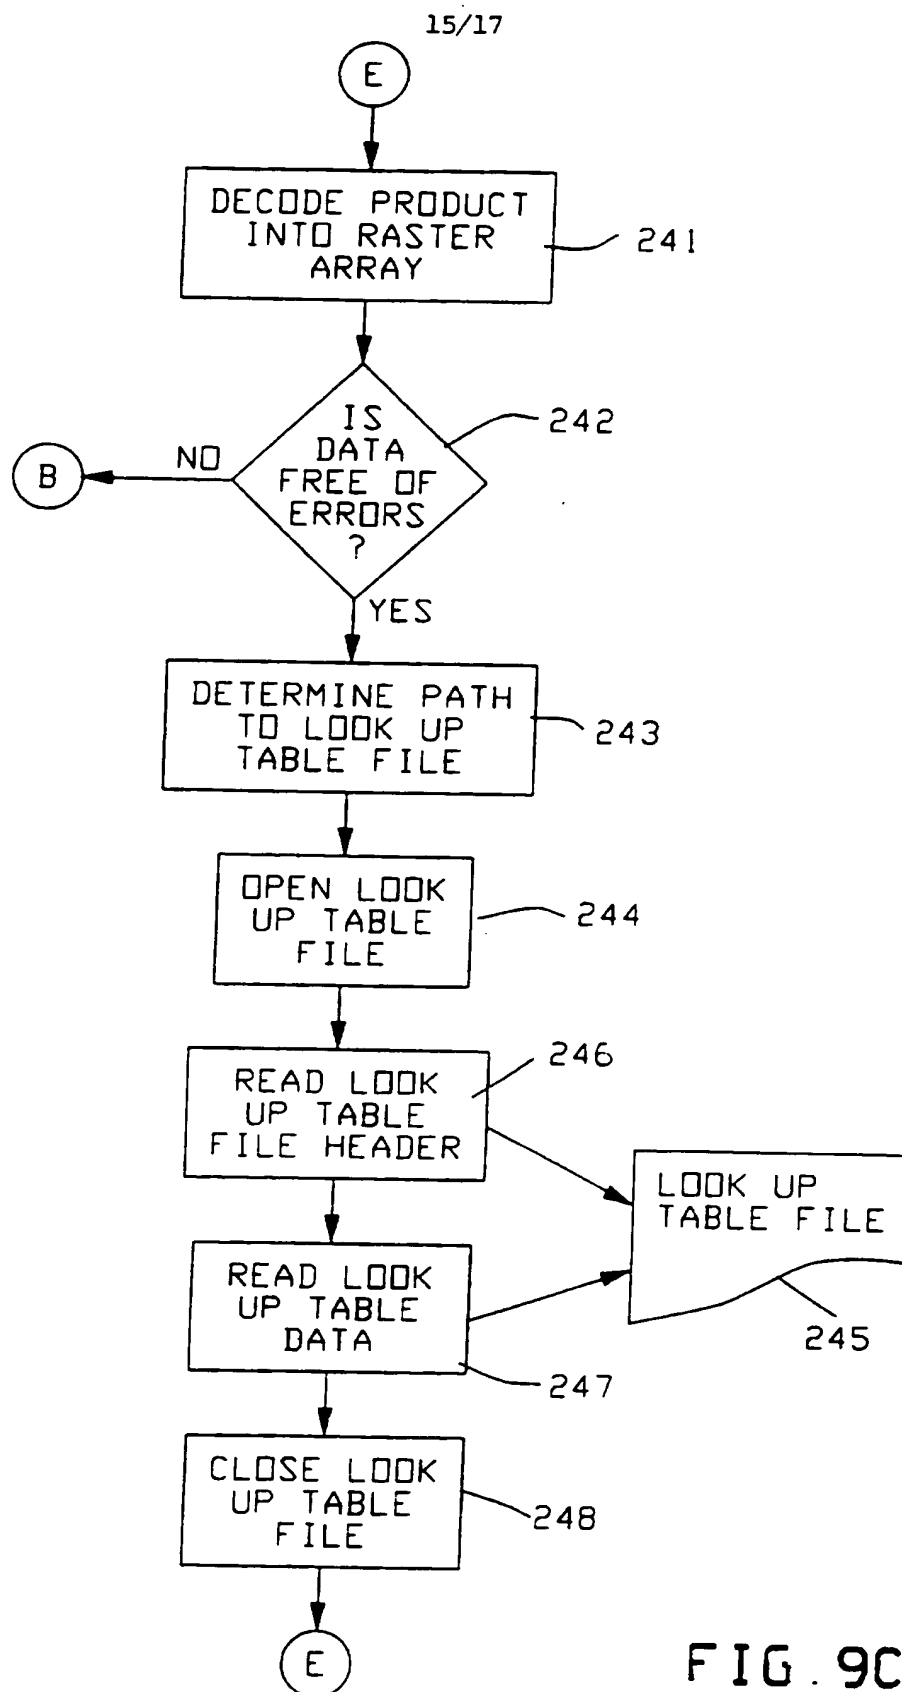 15/17
E
DECODE PRODUCT
INTO RASTER
ARRAY
241
IS
DATA
FREE OF
ERRORS
?
242
NO
B
YES
DETERMINE PATH
TO LOOK UP
TABLE FILE
243
OPEN LOOK
UP TABLE
FILE
244
READ LOOK
UP TABLE
FILE HEADER
246
LOOK UP
TABLE FILE
245
READ LOOK
UP TABLE
DATA
247
CLOSE LOOK
UP TABLE
FILE
248
E
FIG. 9C